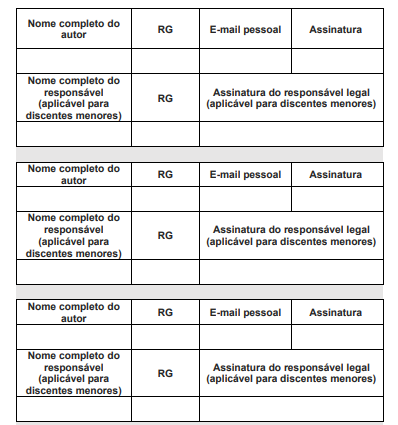 Nome completo do
autor
RG
E-mail pessoal
Assinatura
Nome completo do
responsável
(aplicável para
discentes menores)
RG
Assinatura do responsável legal
(aplicável para discentes menores)
Nome completo do
autor
RG
E-mail pessoal
Assinatura
Nome completo do
responsável
(aplicável para
discentes menores)
RG
Assinatura do responsável legal
(aplicável para discentes menores)
Nome completo do
autor
RG
E-mail pessoal
Assinatura
Nome completo do
responsável
(aplicável para
discentes menores)
RG
Assinatura do responsável legal
(aplicável para discentes menores)